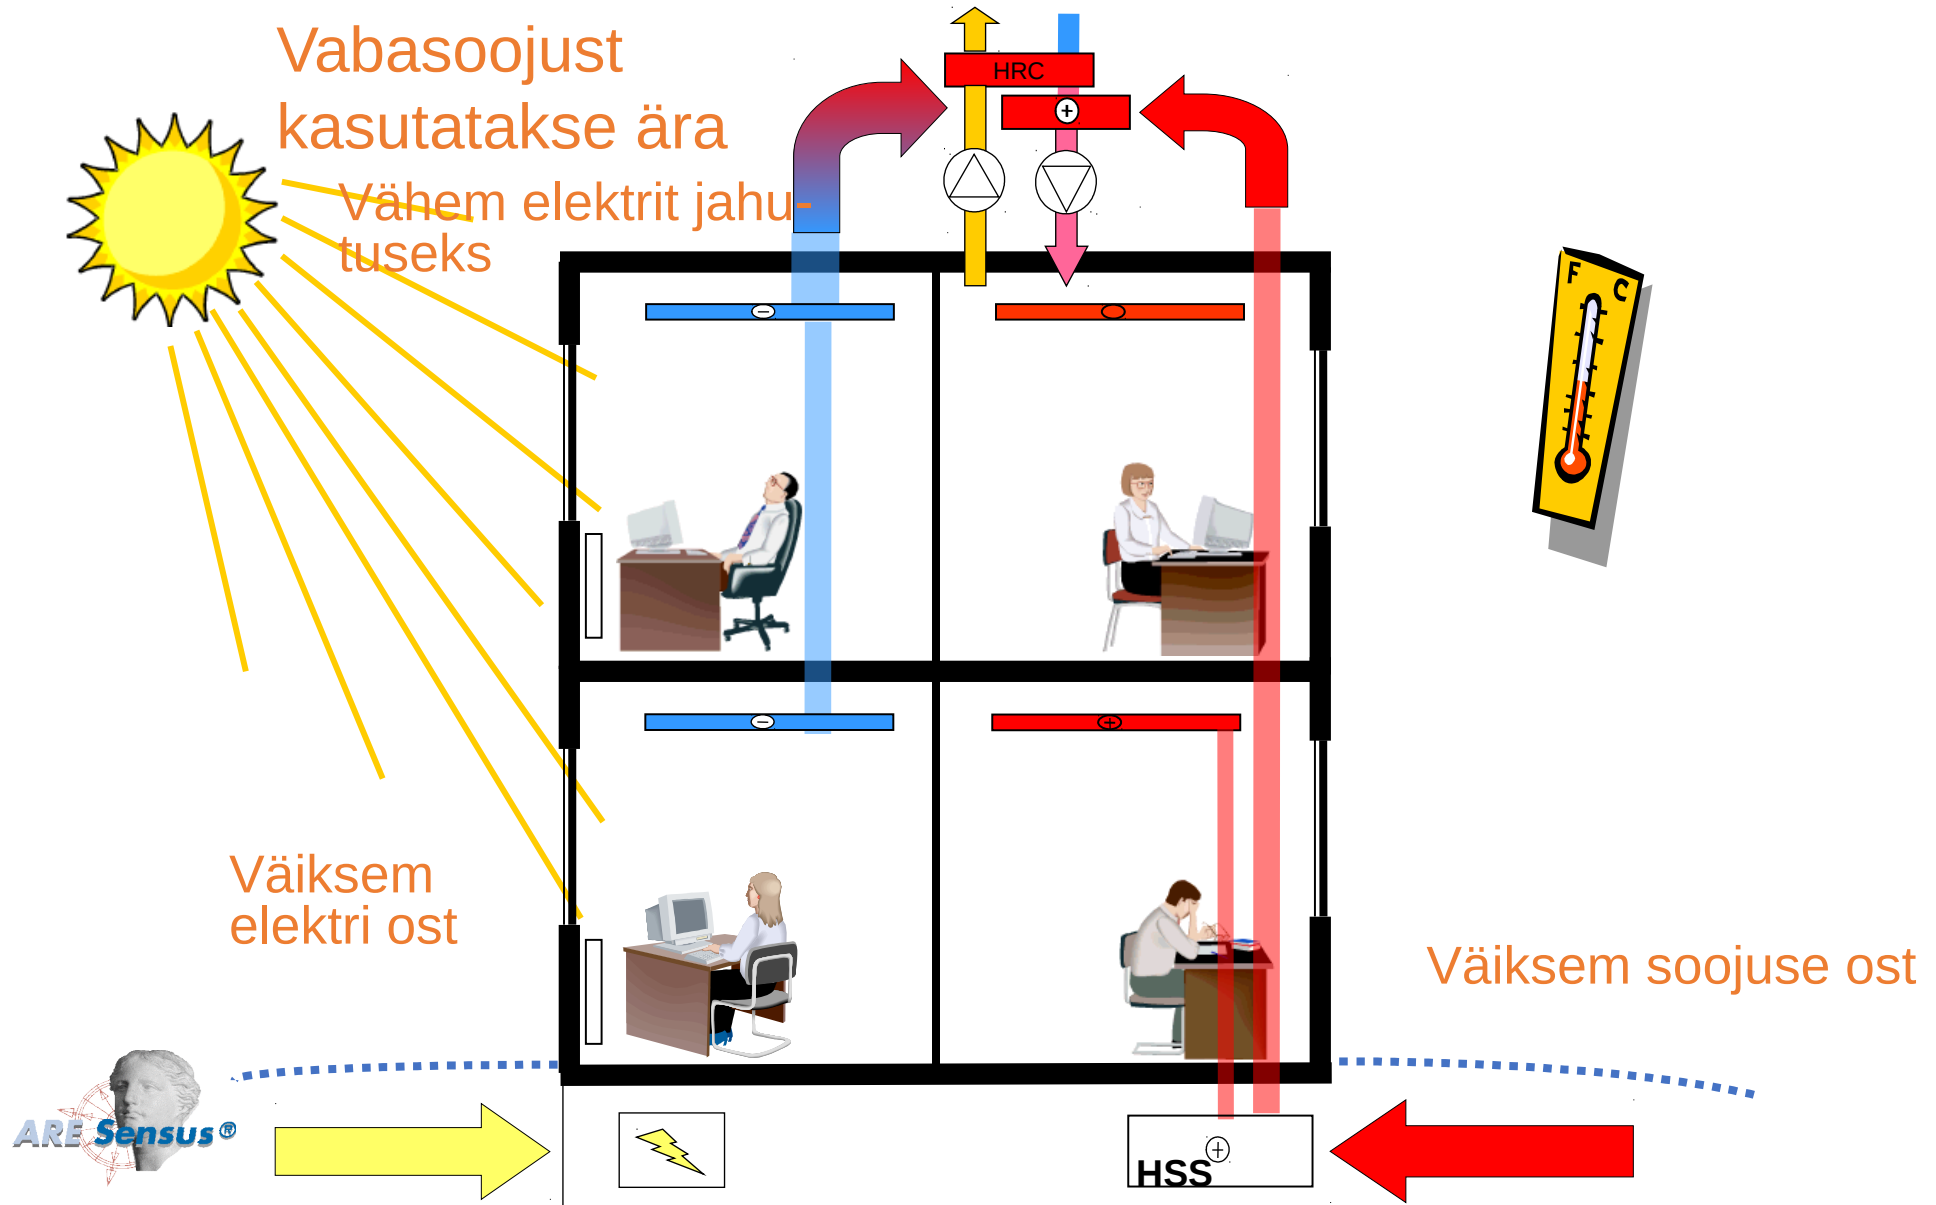 Vabasoojust
kasutatakse ära
Vähem elektrit jahu-
tuseks
HRC
+
F C
−
−
+
Väiksem
elektri ost
Väiksem soojuse ost
ARE Sensus®
HSS
+